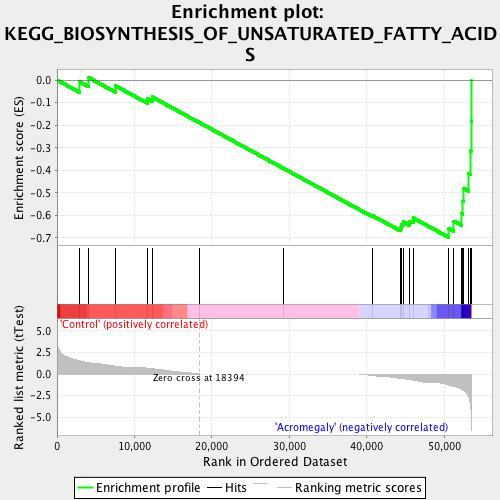 Enrichment plot:
KEGG_BIOSYNTHESIS_OF_UNSATURATED_FATTY_ACID
S
Enrichment score (ES)
0.0
-0.1
-0.2
-0.3
-0.4
-0.5
-0.6
-0.7
'Control' (positively correlated)
Ranked list metric (tTest)
5.0
2.5
0.0
-2.5
-5.0
Zero cross at 18394
'Acromegaly' (negatively correlated)
0
10,000
20,000
30,000
40,000
50,000
Rank in Ordered Dataset
Enrichment profile
Hits
Ranking metric scores